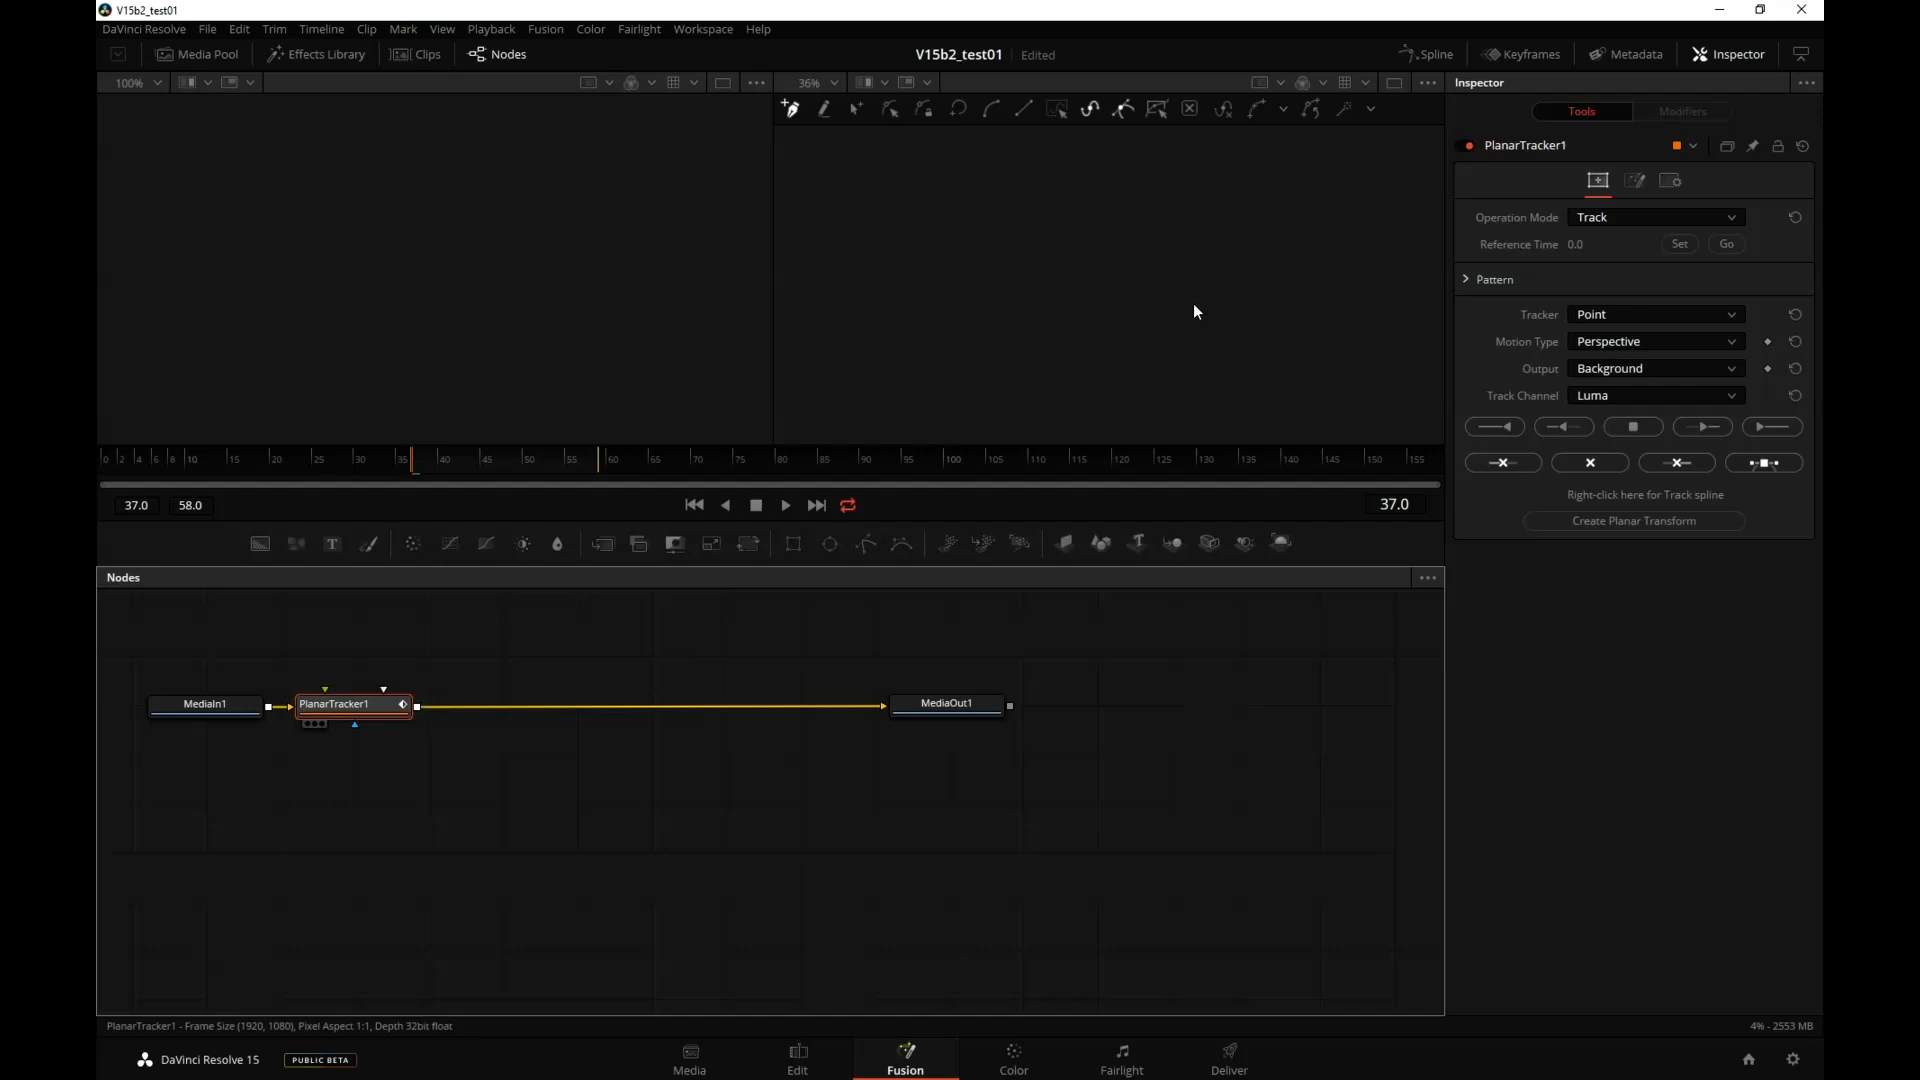 V15b2_test01
DaVinci Resolve File Edit Trim Timeline Clip Mark View Playback Fusion Color Fairlight Workspace Help
Media Pool Effects Library Clips Nodes V15b2_test01 Edited Spline Keyframes Metadata Inspector
100% 36% Inspector
Tools Modifiers
PlanarTracker1
Operation Mode Track
Reference Time 0.0 Set Go
Pattern
Tracker Point
Motion Type Perspective
Output Background
Track Channel Luma
Right-click here for Track spline
Create Planar Transform
0 2 4 6 8 10 15 20 25 30 35 40 45 50 55 60 65 70 75 80 85 90 95 100 105 110 115 120 125 130 135 140 145 150 155
37.0 58.0 37.0
T T
Nodes
MediaIn1 PlanarTracker1 MediaOut1
PlanarTracker1 - Frame Size (1920, 1080), Pixel Aspect 1:1, Depth 32bit float 4% - 2553 MB
DaVinci Resolve 15 PUBLIC BETA Media Edit Fusion Color Fairlight Deliver